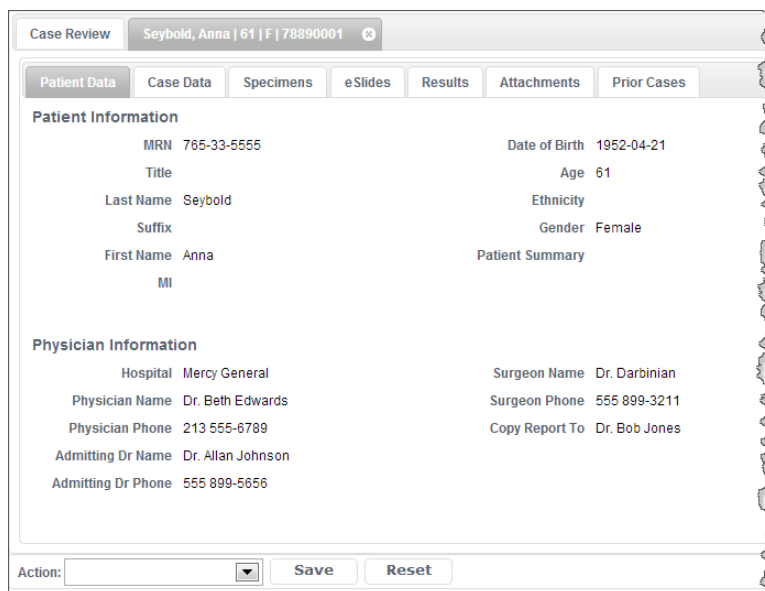 Case Review Seybold, Anna | 61 | F | 78890001
Patient Data Case Data Specimens eSlides Results Attachments Prior Cases
Patient Information
MRN 765-33-5555 Date of Birth 1952-04-21
Title Age 61
Last Name Seybold Ethnicity
Suffix Gender Female
First Name Anna Patient Summary
MI
Physician Information
Hospital Mercy General Surgeon Name Dr. Darbinian
Physician Name Dr. Beth Edwards Surgeon Phone 555 899-3211
Physician Phone 213 555-6789 Copy Report To Dr. Bob Jones
Admitting Dr Name Dr. Allan Johnson
Admitting Dr Phone 555 899-5656
Action: Save Reset